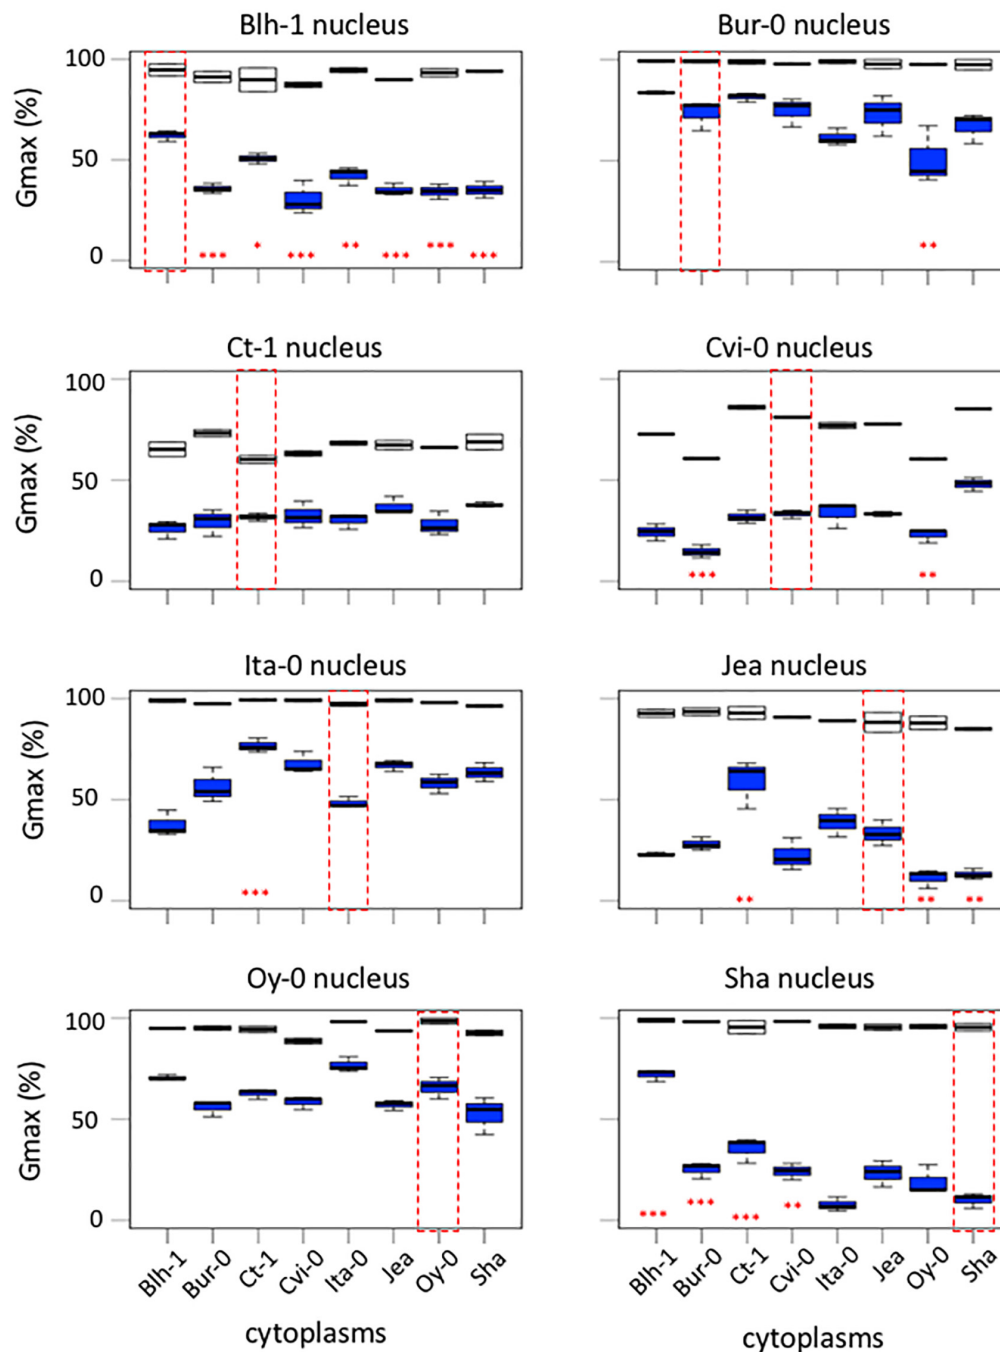 Blh-1 nucleus
Bur-0 nucleus
Gmax (%)
100
50
0
***
*
***
**
***
***
***
**
Ct-1 nucleus
Cvi-0 nucleus
Gmax (%)
100
50
0
***
**
Ita-0 nucleus
Jea nucleus
Gmax (%)
100
50
0
***
**
**
**
Oy-0 nucleus
Sha nucleus
Gmax (%)
100
50
0
***
***
***
**
Blh-1 Bur-0 Ct-1 Cvi-0 Ita-0 Jea Oy-0 Sha
Blh-1 Bur-0 Ct-1 Cvi-0 Ita-0 Jea Oy-0 Sha
cytoplasms
cytoplasms